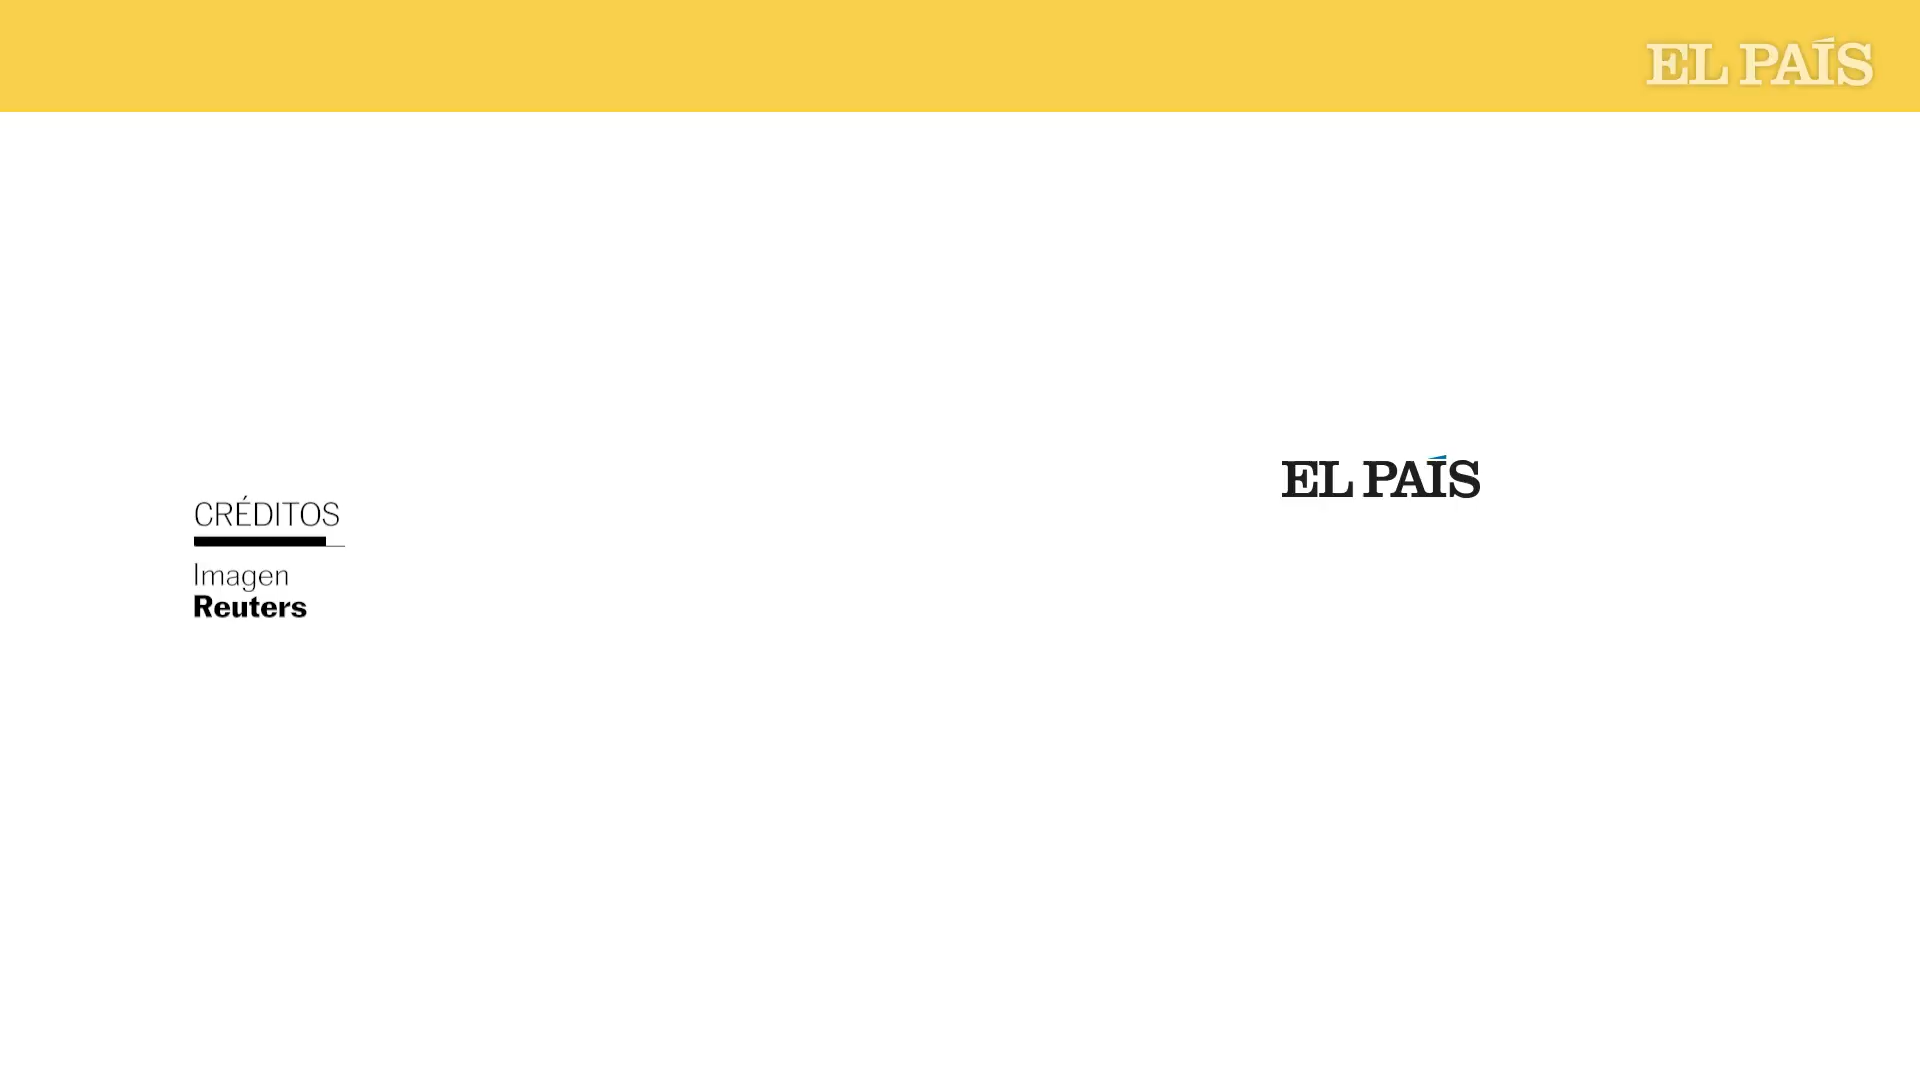 EL PAÍS
EL PAÍS
CRÉDITOS
Imagen
Reuters